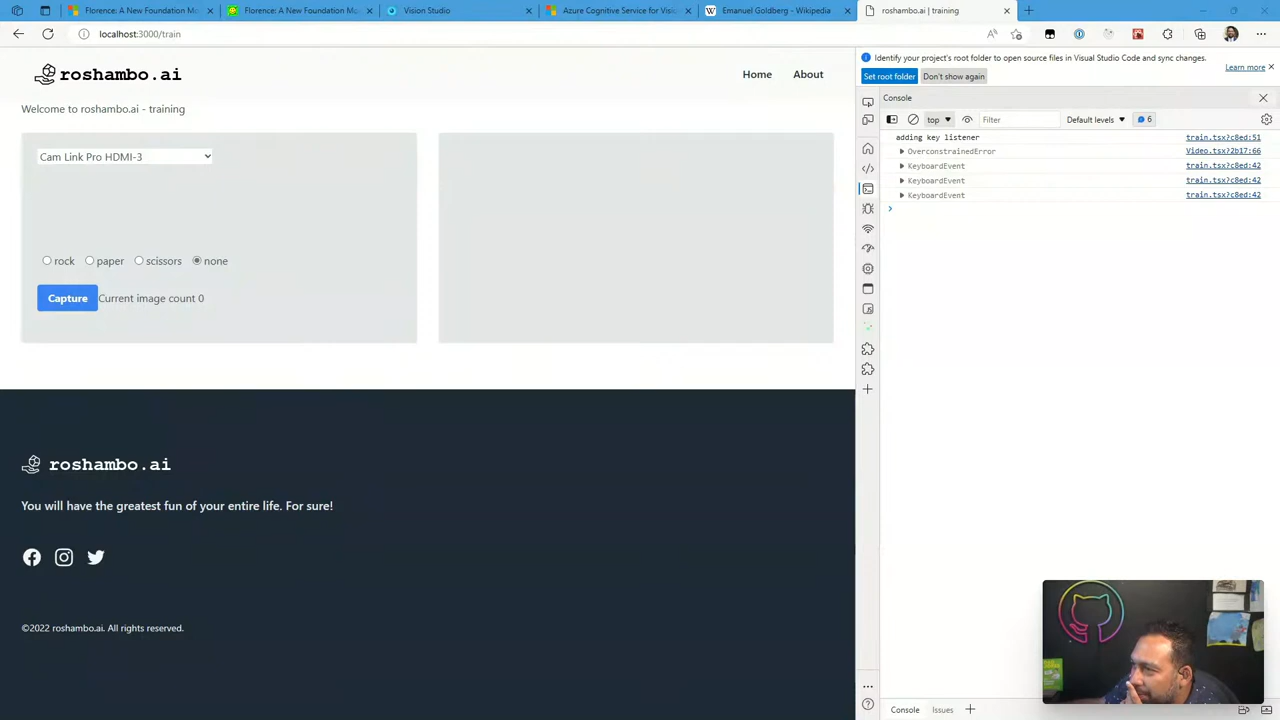 Florence: A New Foundation Mo
Florence: A New Foundation Mo
Vision Studio
Azure Cognitive Service for Visi
Emanuel Goldberg - Wikipedia
roshambo.ai | training
localhost:3000/train
Identify your project's root folder to open source files in Visual Studio Code and sync changes.
Learn more
Set root folder
Don't show again
roshambo.ai
Home
About
Welcome to roshambo.ai - training
Cam Link Pro HDMI-3
rock
paper
scissors
none
Capture
Current image count 0
Console
top
Filter
Default levels
6
adding key listener
train.tsx?c8ed:51
OverconstrainedError
Video.tsx?2b17:66
KeyboardEvent
train.tsx?c8ed:42
KeyboardEvent
train.tsx?c8ed:42
KeyboardEvent
train.tsx?c8ed:42
roshambo.ai
You will have the greatest fun of your entire life. For sure!
©2022 roshambo.ai. All rights reserved.
Console
Issues